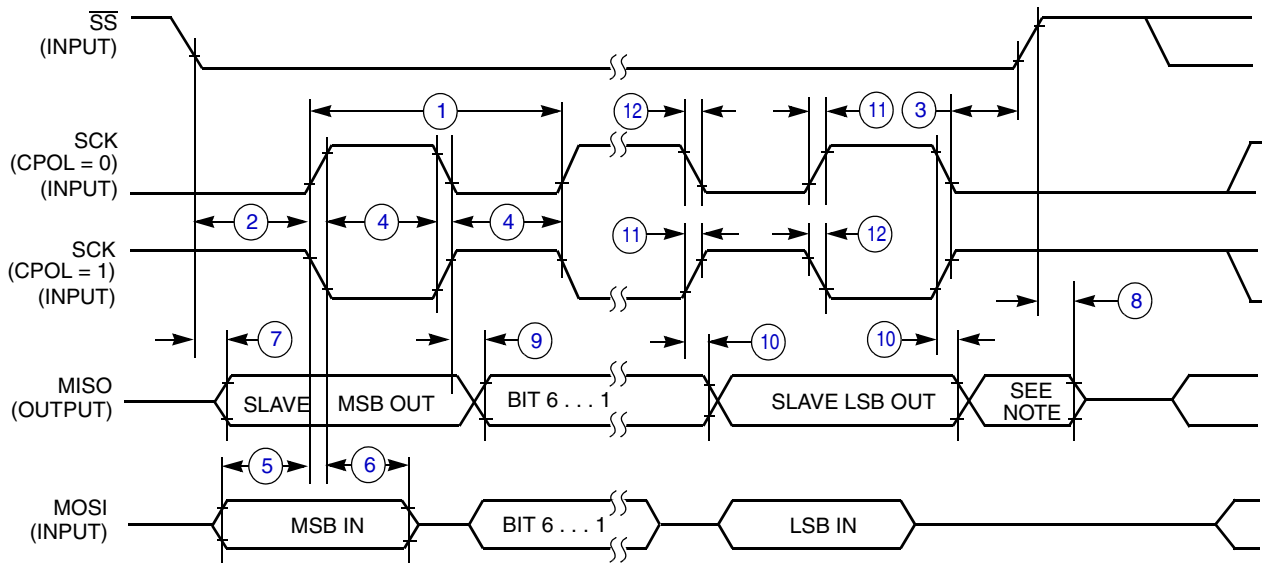 SS
(INPUT)
1
12
11
3
SCK
(CPOL = 0)
(INPUT)
2
4
4
11
12
SCK
(CPOL = 1)
(INPUT)
8
7
9
10
10
MISO
(OUTPUT)
SLAVE MSB OUT
BIT 6 . . . 1
SLAVE LSB OUT
SEE
NOTE
5
6
MOSI
(INPUT)
MSB IN
BIT 6 . . . 1
LSB IN